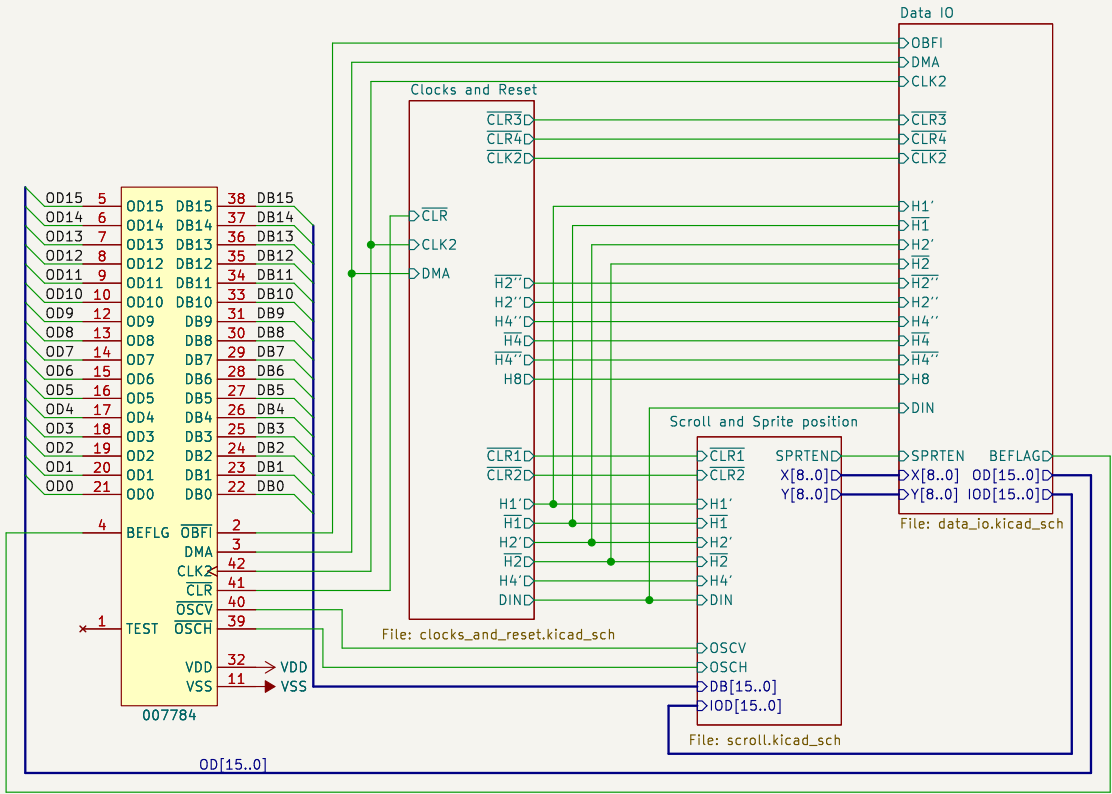 Data IO
OBFI
DMA
CLK2
CLR3
CLR4
CLK2
H1'
H1
H2'
H2
H2''
H2''
H4''
H4
H4''
H8
DIN
SPRTEN
X[8..0]
Y[8..0]
BEFLAG
OD[15..0]
IOD[15..0]
File: data_io.kicad_sch
Clocks and Reset
CLR
CLK2
DMA
CLR3
CLR4
CLK2
H2''
H2''
H4''
H4
H4''
H8
CLR1
CLR2
H1'
H1
H2'
H2
H4'
DIN
File: clocks_and_reset.kicad_sch
Scroll and Sprite position
CLR1
CLR2
H1'
H1
H2'
H2
H4'
DIN
OSCV
OSCH
DB[15..0]
IOD[15..0]
SPRTEN
X[8..0]
Y[8..0]
File: scroll.kicad_sch
OD15 5 OD15 DB15 38 DB15
OD14 6 OD14 DB14 37 DB14
OD13 7 OD13 DB13 36 DB13
OD12 8 OD12 DB12 35 DB12
OD11 9 OD11 DB11 34 DB11
OD10 10 OD10 DB10 33 DB10
OD9 12 OD9 DB9 31 DB9
OD8 13 OD8 DB8 30 DB8
OD7 14 OD7 DB7 29 DB7
OD6 15 OD6 DB6 28 DB6
OD5 16 OD5 DB5 27 DB5
OD4 17 OD4 DB4 26 DB4
OD3 18 OD3 DB3 25 DB3
OD2 19 OD2 DB2 24 DB2
OD1 20 OD1 DB1 23 DB1
OD0 21 OD0 DB0 22 DB0
4 BEFLG OBFI 2
DMA 3
CLK2 42
CLR 41
OSCV 40
1 TEST OSCH 39
VDD 32 VDD
VSS 11 VSS
007784
OD[15..0]